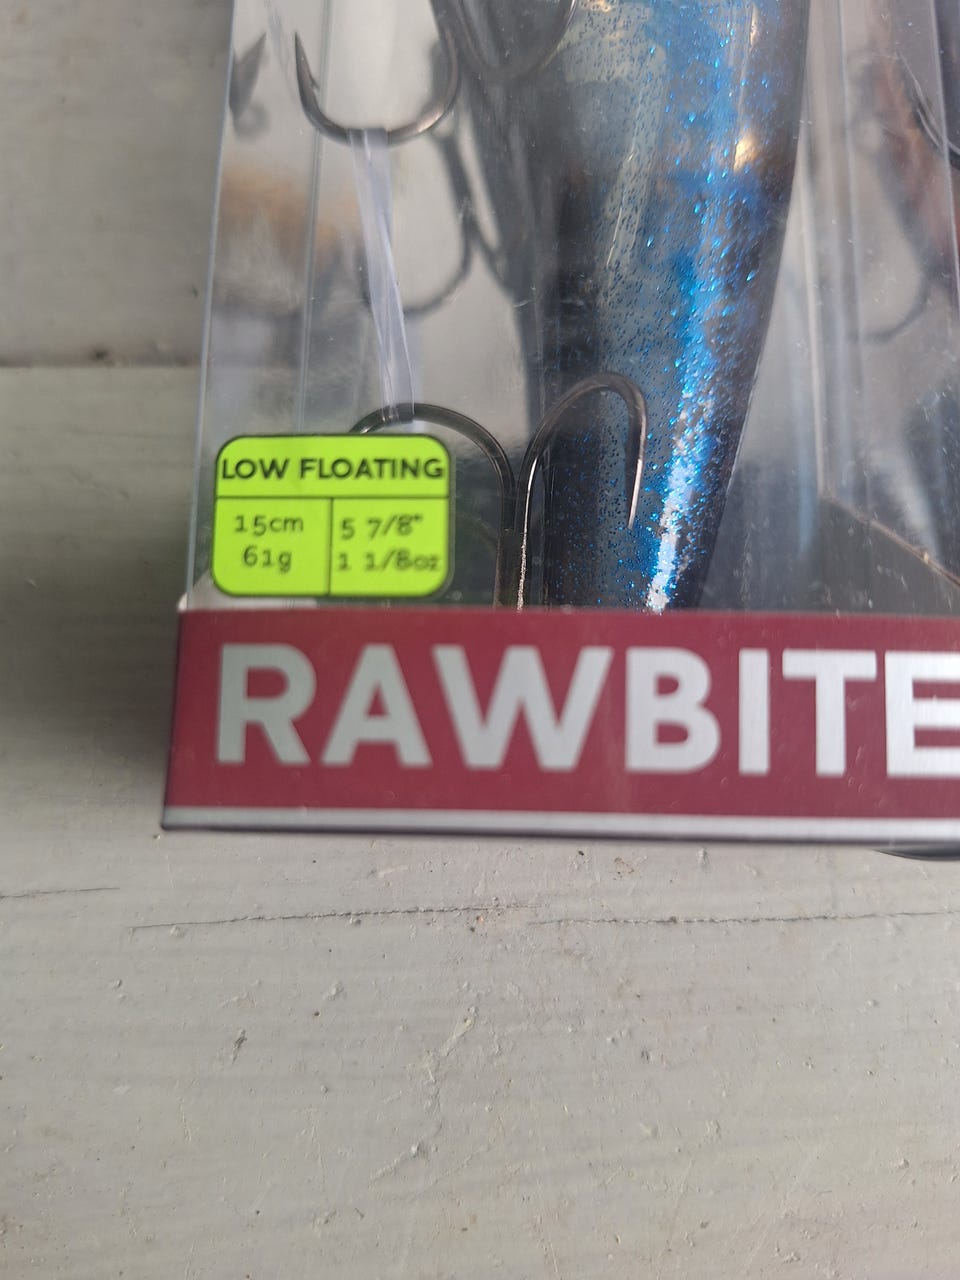 LOW FLOATING
15cm 5 7/8"
61g 1 1/8oz
RAWBITE